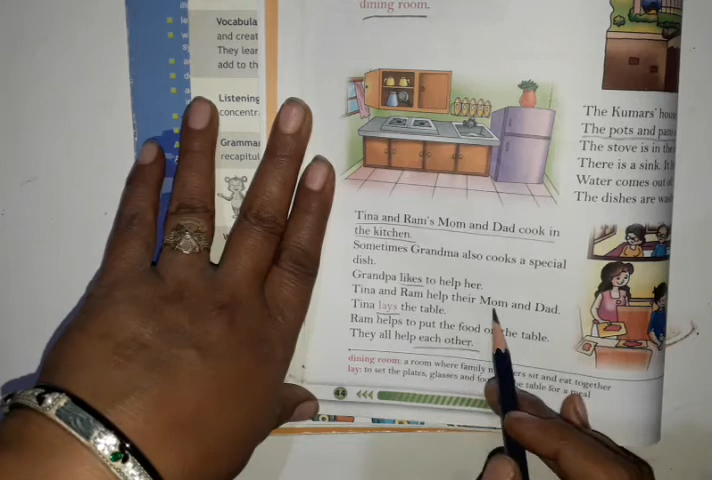 Vocabula
and creat
They lear
add to th
Listening
concentr
Gramma
recapitul
dining room.
Tina and Ram's Mom and Dad cook in
the kitchen.
Sometimes Grandma also cooks a special
dish.
Grandpa likes to help her.
Tina and Ram help their Mom and Dad.
Tina lays the table.
Ram helps to put the food on the table.
They all help each other.
dining room: a room where family sit and eat together
lay: to set the plates, glasses and table for a meal
44
The Kumars' hou
The pots and pans
The stove is in the
There is a sink. It
Water comes out o
The dishes are was